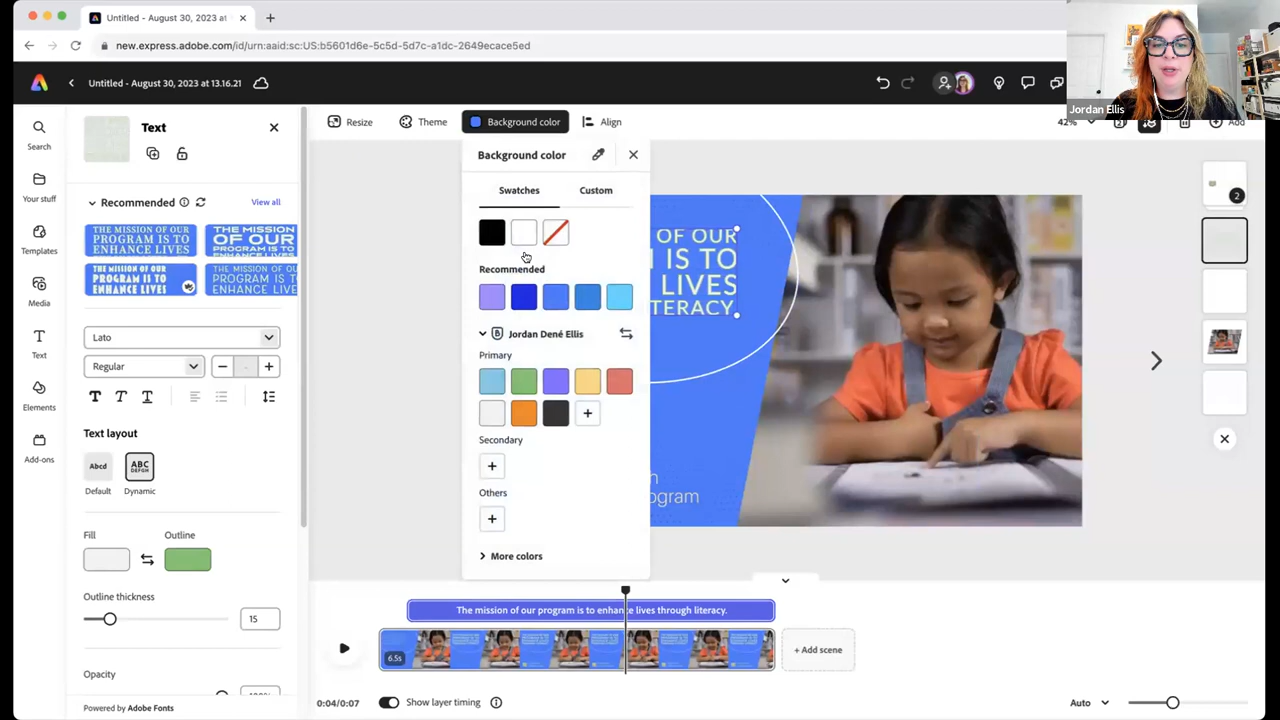 Untitled - August 30, 2023 at
new.express.adobe.com/id/urn:aaid:sc:US:b5601d6e-5c5d-5d7c-a1dc-2649ecace5ed
Untitled - August 30, 2023 at 13.16.21
Jordan Ellis
Search
Your stuff
Templates
Media
Text
Elements
Add-ons
Text
Recommended
View all
THE MISSION OF OUR
PROGRAM IS TO
ENHANCE LIVES
THE MISSION
OF OUR
PROGRAM IS TO
ENHANCE LIVES
THE MISSION OF OUR
PROGRAM IS TO
ENHANCE LIVES
THE MISSION OF OUR
PROGRAM IS TO
ENHANCE LIVES
Lato
Regular
-
T T T
Text layout
Abcd
ABC
DEFGH
Default
Dynamic
Fill
Outline
Outline thickness
15
Opacity
Powered by Adobe Fonts
Resize
Theme
Background color
Align
42%
Add
Background color
Swatches
Custom
Recommended
B
Jordan Dené Ellis
Primary
Secondary
Others
More colors
OF OUR
IS TO
LIVES
TERACY.
ogram
2
The mission of our program is to enhance lives through literacy.
6.5s
+ Add scene
0:04/0:07
Show layer timing
Auto